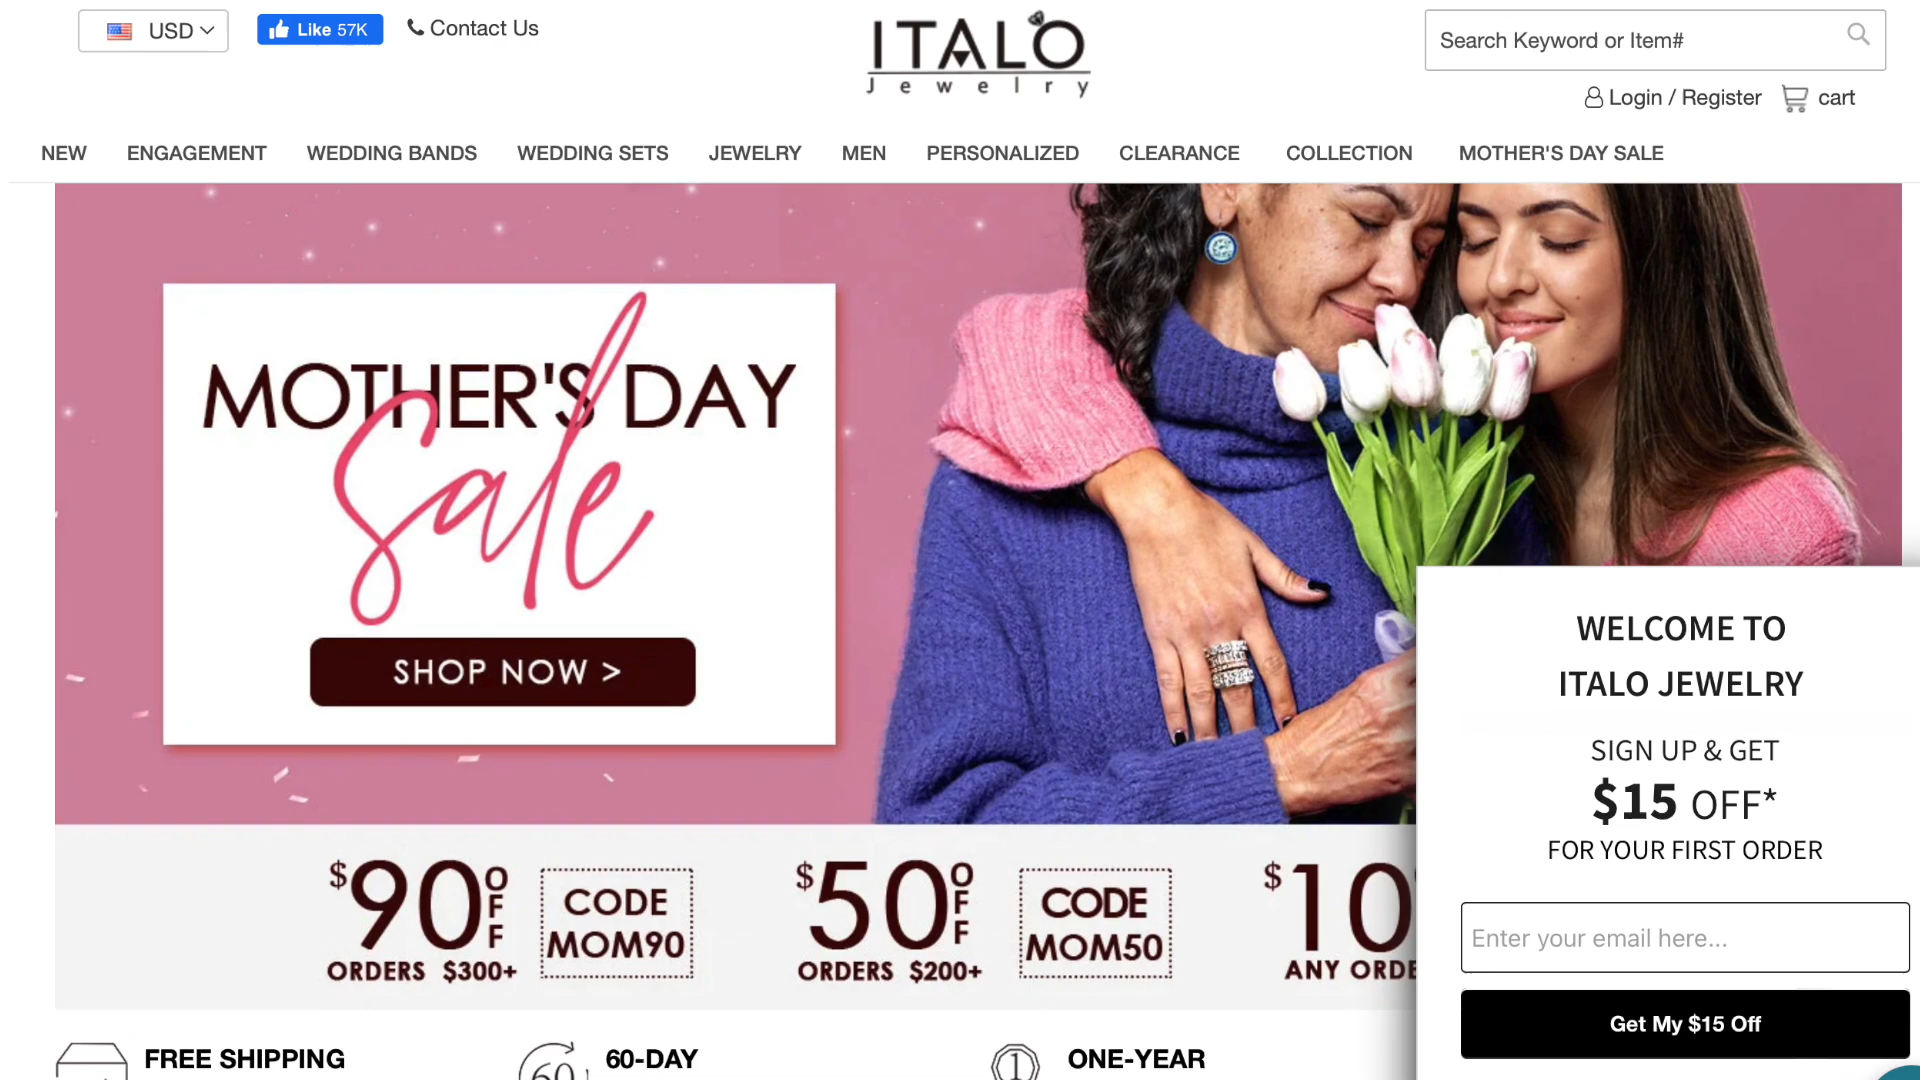 USD
Like 57K
Contact Us
ITALO
Jewelry
Search Keyword or Item#
Login / Register
cart
NEW
ENGAGEMENT
WEDDING BANDS
WEDDING SETS
JEWELRY
MEN
PERSONALIZED
CLEARANCE
COLLECTION
MOTHER'S DAY SALE
MOTHER'S DAY
Sale
SHOP NOW >
$90 OFF
ORDERS $300+
CODE
MOM90
$50 OFF
ORDERS $200+
CODE
MOM50
$10
ANY ORDE
WELCOME TO
ITALO JEWELRY
SIGN UP & GET
$15 OFF*
FOR YOUR FIRST ORDER
Enter your email here...
Get My $15 Off
FREE SHIPPING
60
60-DAY
1
ONE-YEAR